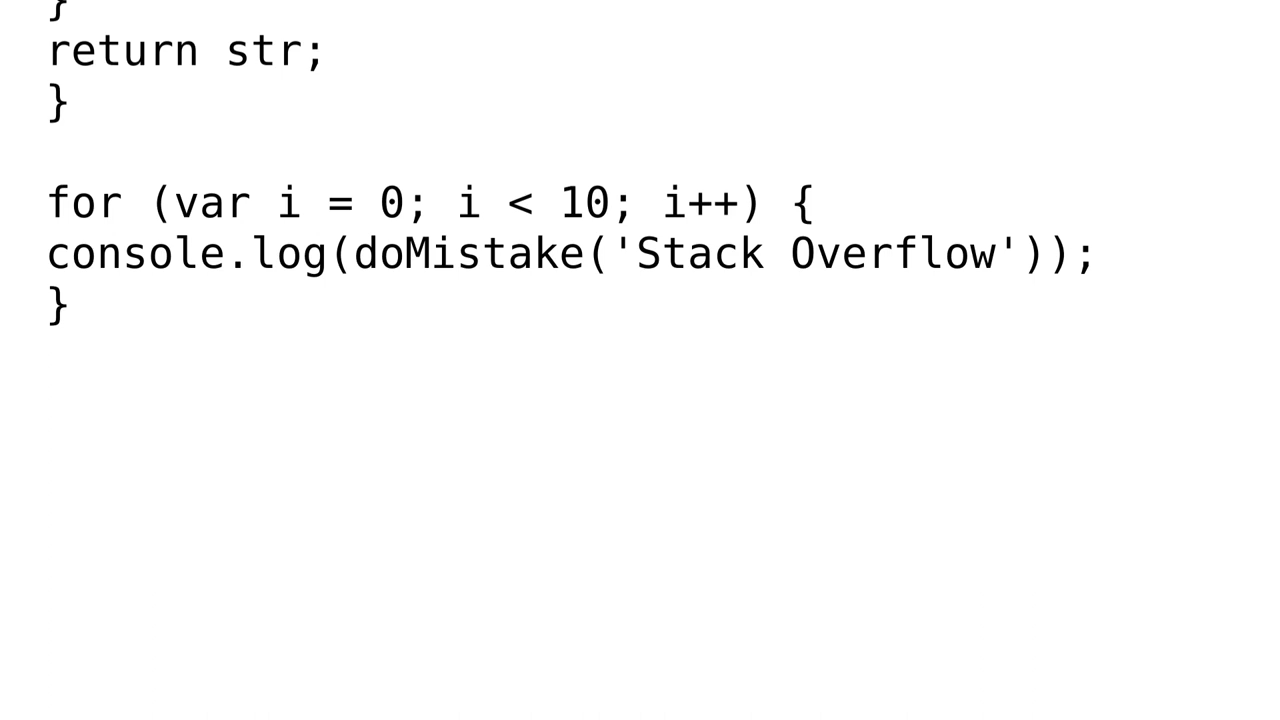 }
return str;
}
for (var i = 0; i < 10; i++) {
console.log(doMistake('Stack Overflow'));
}